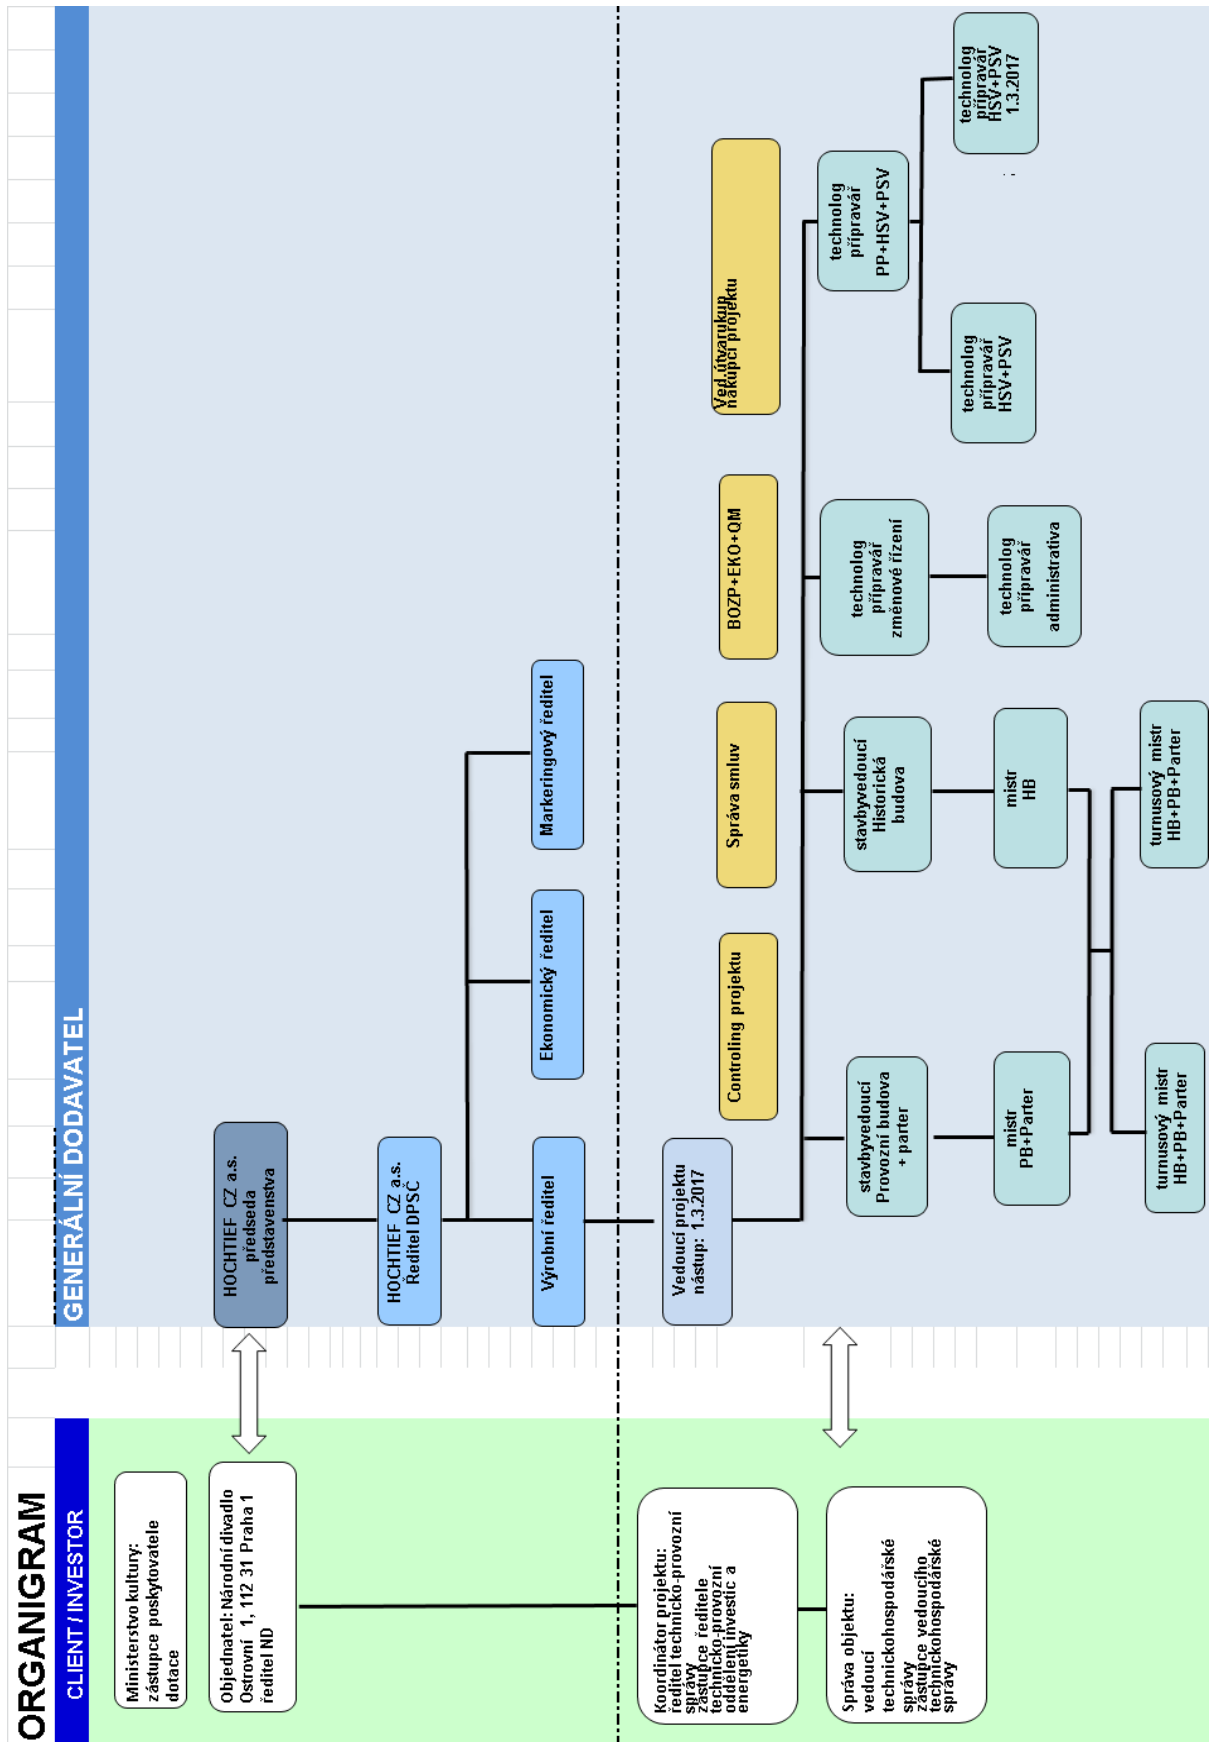 ORGANIGRAM
CLIENT / INVESTOR
GENERÁLNÍ DODAVATEL
Ministerstvo kultury:
zástupce poskytovatele
dotace
Objednatel: Národní divadlo
Ostrovní 1, 112 31 Praha 1
ředitel ND
HOCHTIEF CZ a.s.
předseda
představenstva
HOCHTIEF CZ a.s.
Ředitel DPSČ
Výrobní ředitel
Ekonomický ředitel
Markeringový ředitel
Koordinátor projektu:
ředitel technicko-provozní
správy
zástupce ředitele
technicko-provozní
oddělení investic a
energetiky
Správa objektu:
vedoucí
technickohospodářské
správy
zástupce vedoucího
technickohospodářské
správy
Vedoucí projektu
nástup: 1.3.2017
Controling projektu
Správa smluv
BOZP+EKO+QM
Ved.útvarukup
nákupčí projektu
stavbyvedoucí
Provozní budova
+ parter
stavbyvedoucí
Historická
budova
technolog
přípravář
změnové řízení
technolog
přípravář
PP+HSV+PSV
mistr
PB+Parter
mistr
HB
technolog
přípravář
administrativa
technolog
přípravář
HSV+PSV
technolog
přípravář
HSV+PSV
1.3.2017
turnusový mistr
HB+PB+Parter
turnusový mistr
HB+PB+Parter